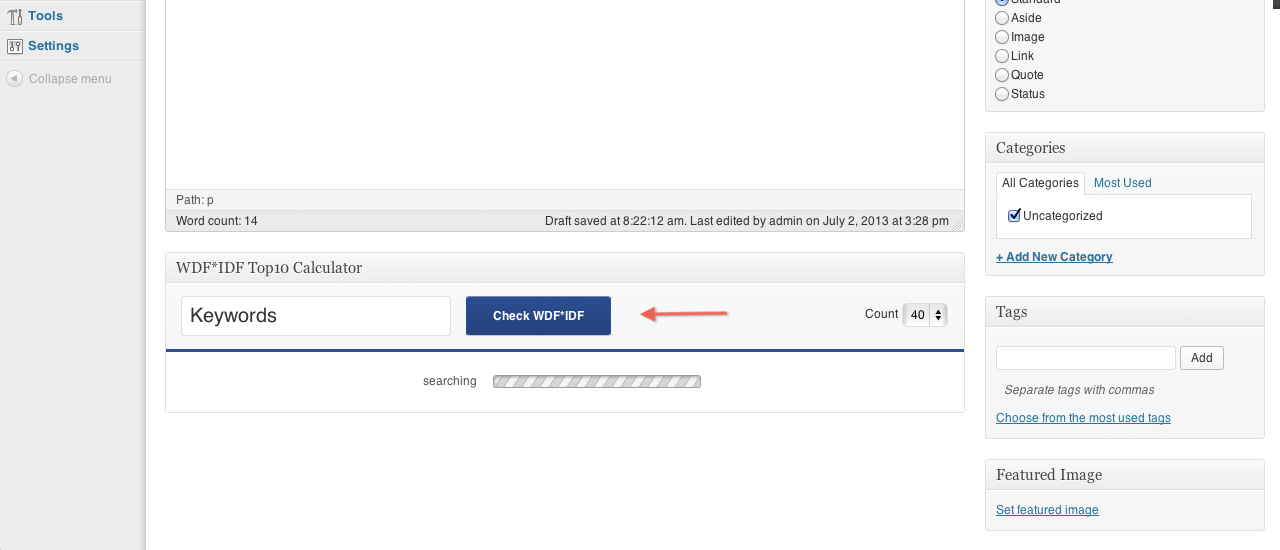 Tools
Settings
Collapse menu
Path: p
Word count: 14
Draft saved at 8:22:12 am. Last edited by admin on July 2, 2013 at 3:28 pm
WDF*IDF Top10 Calculator
Keywords
Check WDF*IDF
Count
40
searching
Standard
Aside
Image
Link
Quote
Status
Categories
All Categories
Most Used
Uncategorized
+ Add New Category
Tags
Add
Separate tags with commas
Choose from the most used tags
Featured Image
Set featured image